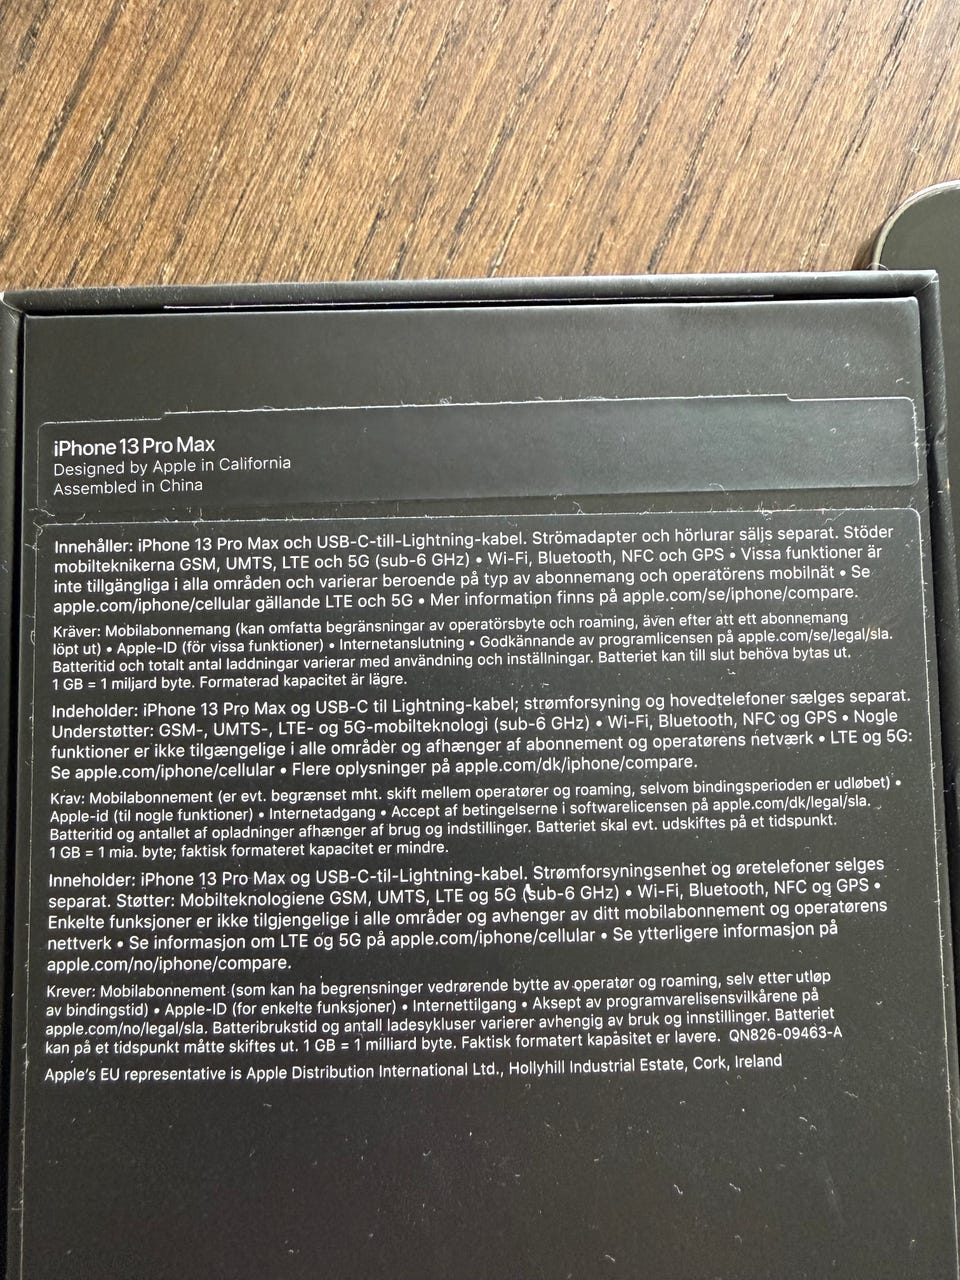 iPhone 13 Pro Max
Designed by Apple in California
Assembled in China
Innehåller: iPhone 13 Pro Max och USB-C-till-Lightning-kabel. Strömadapter och hörlurar säljs separat. Stöder
mobilteknikerna GSM, UMTS, LTE och 5G (sub-6 GHz) • Wi-Fi, Bluetooth, NFC och GPS • Vissa funktioner är
inte tillgängliga i alla områden och varierar beroende på typ av abonnemang och operatörens mobilnät • Se
apple.com/iphone/cellular gällande LTE och 5G • Mer information finns på apple.com/se/iphone/compare.
Kräver: Mobilabonnemang (kan omfatta begränsningar av operatörsbyte och roaming, även efter att ett abonnemang
löpt ut) • Apple-ID (för vissa funktioner) • Internetanslutning • Godkännande av programlicensen på apple.com/se/legal/sla.
Batteritid och totalt antal laddningar varierar med användning och inställningar. Batteriet kan till slut behöva bytas ut.
1 GB = 1 miljard byte. Formaterad kapacitet är lägre.
Indeholder: iPhone 13 Pro Max og USB-C til Lightning-kabel; strømforsyning og hovedtelefoner sælges separat.
Understøtter: GSM-, UMTS-, LTE- og 5G-mobilteknologi (sub-6 GHz) • Wi-Fi, Bluetooth, NFC og GPS • Nogle
funktioner er ikke tilgængelige i alle områder og afhænger af abonnement og operatørens netværk • LTE og 5G:
Se apple.com/iphone/cellular • Flere oplysninger på apple.com/dk/iphone/compare.
Krav: Mobilabonnement (er evt. begrænset mht. skift mellem operatører og roaming, selvom bindingsperioden er udløbet) •
Apple-id (til nogle funktioner) • Internetadgang • Accept af betingelserne i softwarelicensen på apple.com/dk/legal/sla.
Batteritid og antallet af opladninger afhænger af brug og indstillinger. Batteriet skal evt. udskiftes på et tidspunkt.
1 GB = 1 mia. byte; faktisk formateret kapacitet er mindre.
Inneholder: iPhone 13 Pro Max og USB-C-til-Lightning-kabel. Strømforsyningsenhet og øretelefoner selges
separat. Støtter: Mobilteknologiene GSM, UMTS, LTE og 5G (sub-6 GHz) • Wi-Fi, Bluetooth, NFC og GPS •
Enkelte funksjoner er ikke tilgjengelige i alle områder og avhenger av ditt mobilabonnement og operatørens
nettverk • Se informasjon om LTE og 5G på apple.com/iphone/cellular • Se ytterligere informasjon på
apple.com/no/iphone/compare.
Krever: Mobilabonnement (som kan ha begrensninger vedrørende bytte av operatør og roaming, selv etter utløp
av bindingstid) • Apple-ID (for enkelte funksjoner) • Internettilgang • Aksept av programvarelisensvilkårene på
apple.com/no/legal/sla. Batteribrukstid og antall ladesykluser varierer avhengig av bruk og innstillinger. Batteriet
kan på et tidspunkt måtte skiftes ut. 1 GB = 1 milliard byte. Faktisk formatert kapasitet er lavere. QN826-09463-A
Apple's EU representative is Apple Distribution International Ltd., Hollyhill Industrial Estate, Cork, Ireland